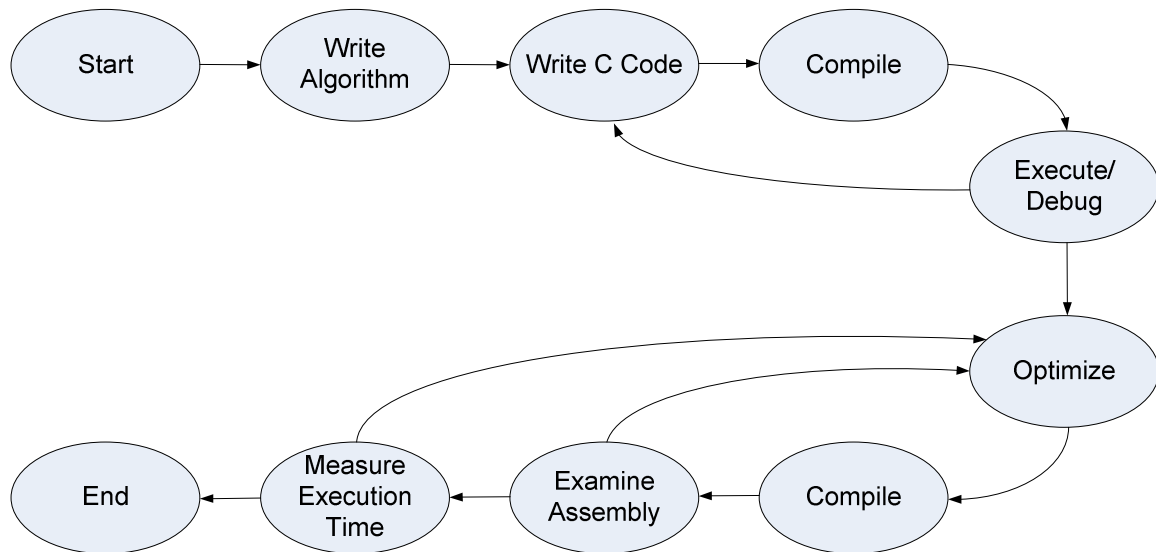 Start
Write
Algorithm
Write C Code
Compile
Execute/
Debug
Optimize
End
Measure
Execution
Time
Examine
Assembly
Compile